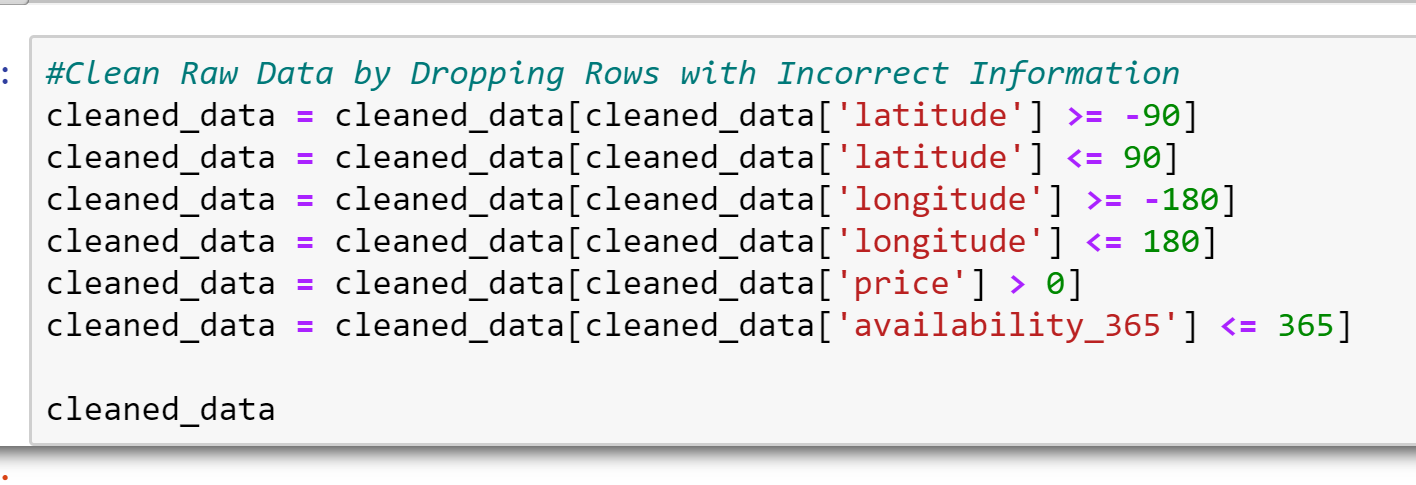 #Clean Raw Data by Dropping Rows with Incorrect Information
cleaned_data = cleaned_data[cleaned_data['latitude'] >= -90]
cleaned_data = cleaned_data[cleaned_data['latitude'] <= 90]
cleaned_data = cleaned_data[cleaned_data['longitude'] >= -180]
cleaned_data = cleaned_data[cleaned_data['longitude'] <= 180]
cleaned_data = cleaned_data[cleaned_data['price'] > 0]
cleaned_data = cleaned_data[cleaned_data['availability_365'] <= 365]
cleaned_data